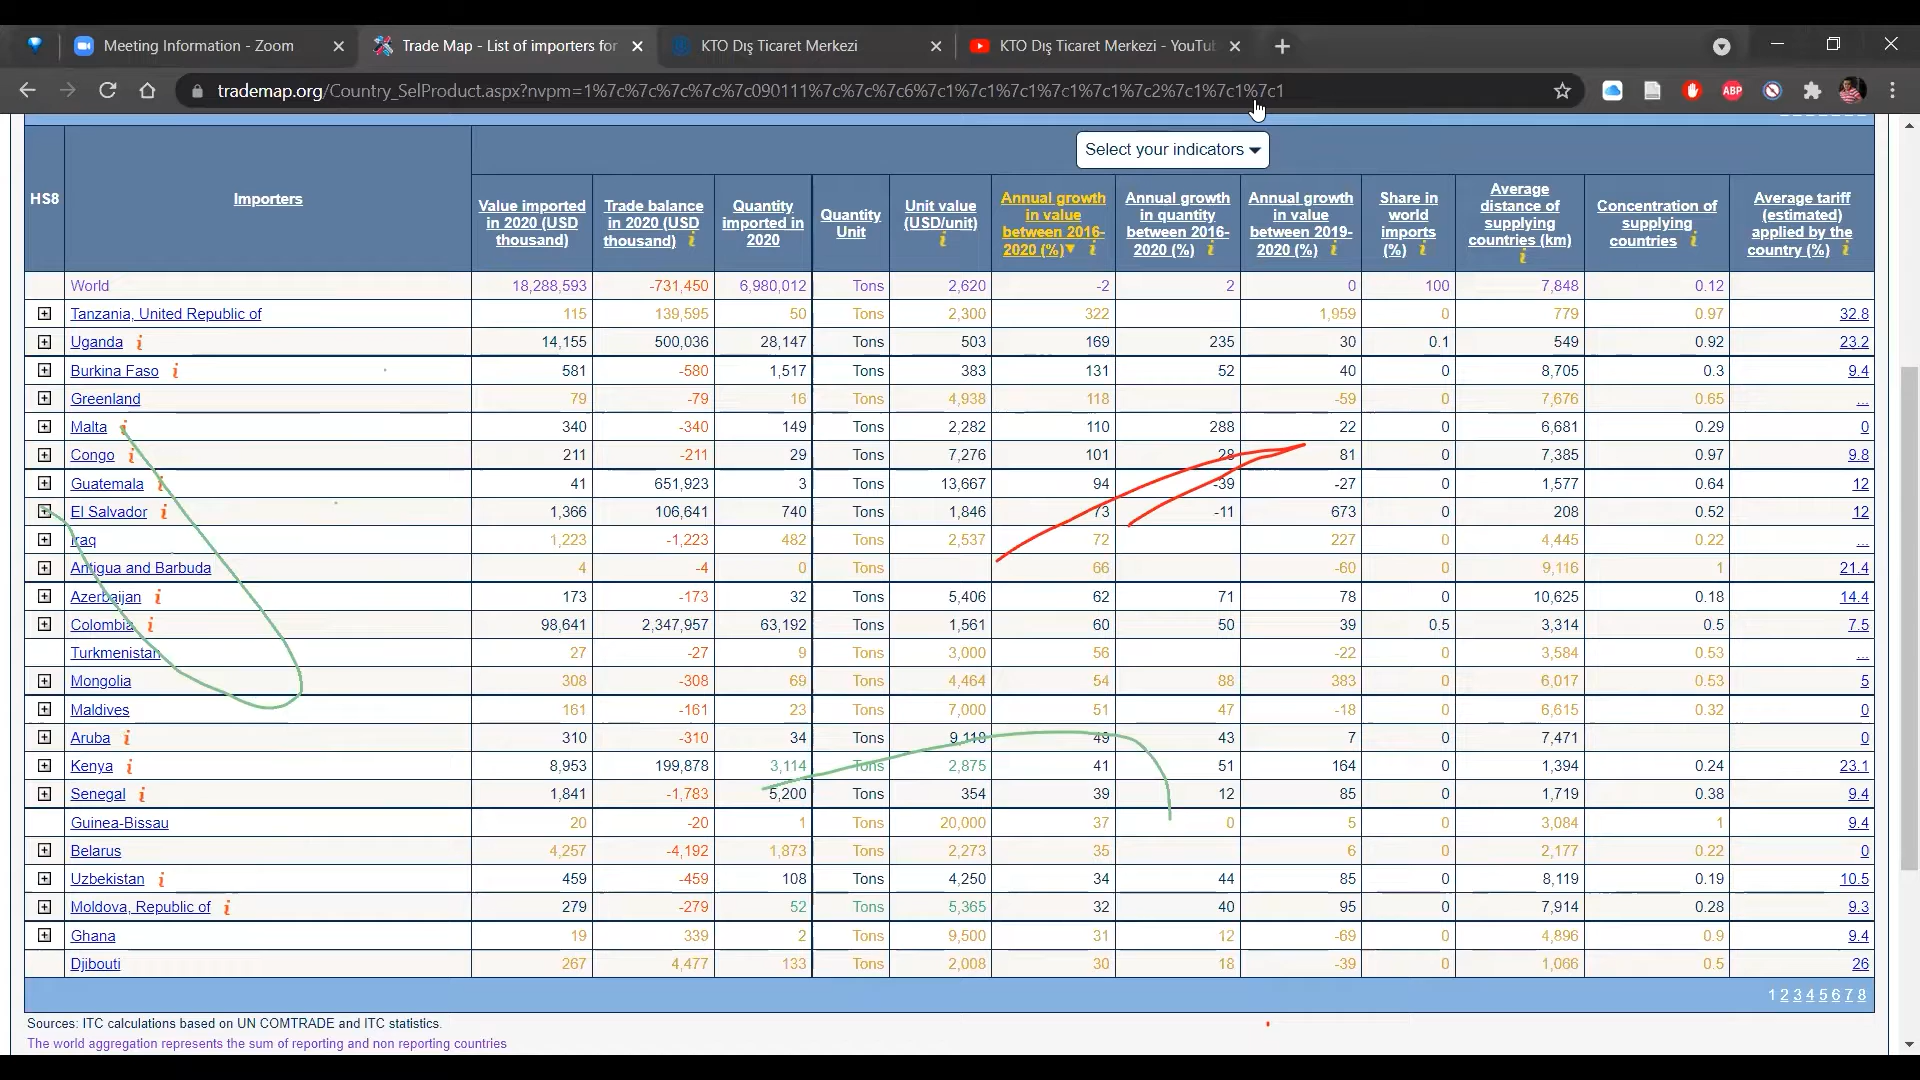 Meeting Information - Zoom
Trade Map - List of importers for
KTO Dış Ticaret Merkezi
KTO Dış Ticaret Merkezi - YouTu
trademap.org/Country_SelProduct.aspx?nvpm=1%7c%7c%7c%7c%7c090111%7c%7c%7c6%7c1%7c1%7c1%7c1%7c1%7c2%7c1%7c1%7c1
ABP
Select your indicators
HS8 Importers Value imported in 2020 (USD thousand) Trade balance in 2020 (USD thousand) i Quantity imported in 2020 Quantity Unit Unit value (USD/unit) i Annual growth in value between 2016-2020 (%)▼ i Annual growth in quantity between 2016-2020 (%) i Annual growth in value between 2019-2020 (%) i Share in world imports (%) i Average distance of supplying countries (km) i Concentration of supplying countries i Average tariff (estimated) applied by the country (%) i
World 18,288,593 -731,450 6,980,012 Tons 2,620 -2 2 0 100 7,848 0.12
Tanzania, United Republic of 115 139,595 50 Tons 2,300 322 1,959 0 779 0.97 32.8
Uganda i 14,155 500,036 28,147 Tons 503 169 235 30 0.1 549 0.92 23.2
Burkina Faso i 581 -580 1,517 Tons 383 131 52 40 0 8,705 0.3 9.4
Greenland 79 -79 16 Tons 4,938 118 -59 0 7,676 0.65 ...
Malta i 340 -340 149 Tons 2,282 110 288 22 0 6,681 0.29 0
Congo i 211 -211 29 Tons 7,276 101 28 81 0 7,385 0.97 9.8
Guatemala i 41 651,923 3 Tons 13,667 94 -39 -27 0 1,577 0.64 12
El Salvador i 1,366 106,641 740 Tons 1,846 73 -11 673 0 208 0.52 12
Iraq 1,223 -1,223 482 Tons 2,537 72 227 0 4,445 0.22 ...
Antigua and Barbuda 4 -4 0 Tons 66 -60 0 9,116 1 21.4
Azerbaijan i 173 -173 32 Tons 5,406 62 71 78 0 10,625 0.18 14.4
Colombia i 98,641 2,347,957 63,192 Tons 1,561 60 50 39 0.5 3,314 0.5 7.5
Turkmenistan 27 -27 9 Tons 3,000 56 -22 0 3,584 0.53 ...
Mongolia 308 -308 69 Tons 4,464 54 88 383 0 6,017 0.53 5
Maldives 161 -161 23 Tons 7,000 51 47 -18 0 6,615 0.32 0
Aruba i 310 -310 34 Tons 9,118 49 43 7 0 7,471 0
Kenya i 8,953 199,878 3,114 Tons 2,875 41 51 164 0 1,394 0.24 23.1
Senegal i 1,841 -1,783 5,200 Tons 354 39 12 85 0 1,719 0.38 9.4
Guinea-Bissau 20 -20 1 Tons 20,000 37 0 5 0 3,084 1 9.4
Belarus 4,257 -4,192 1,873 Tons 2,273 35 6 0 2,177 0.22 0
Uzbekistan i 459 -459 108 Tons 4,250 34 44 85 0 8,119 0.19 10.5
Moldova, Republic of i 279 -279 52 Tons 5,365 32 40 95 0 7,914 0.28 9.3
Ghana 19 339 2 Tons 9,500 31 12 -69 0 4,896 0.9 9.4
Djibouti 267 4,477 133 Tons 2,008 30 18 -39 0 1,066 0.5 26
1 2 3 4 5 6 7 8
Sources: ITC calculations based on UN COMTRADE and ITC statistics.
The world aggregation represents the sum of reporting and non reporting countries